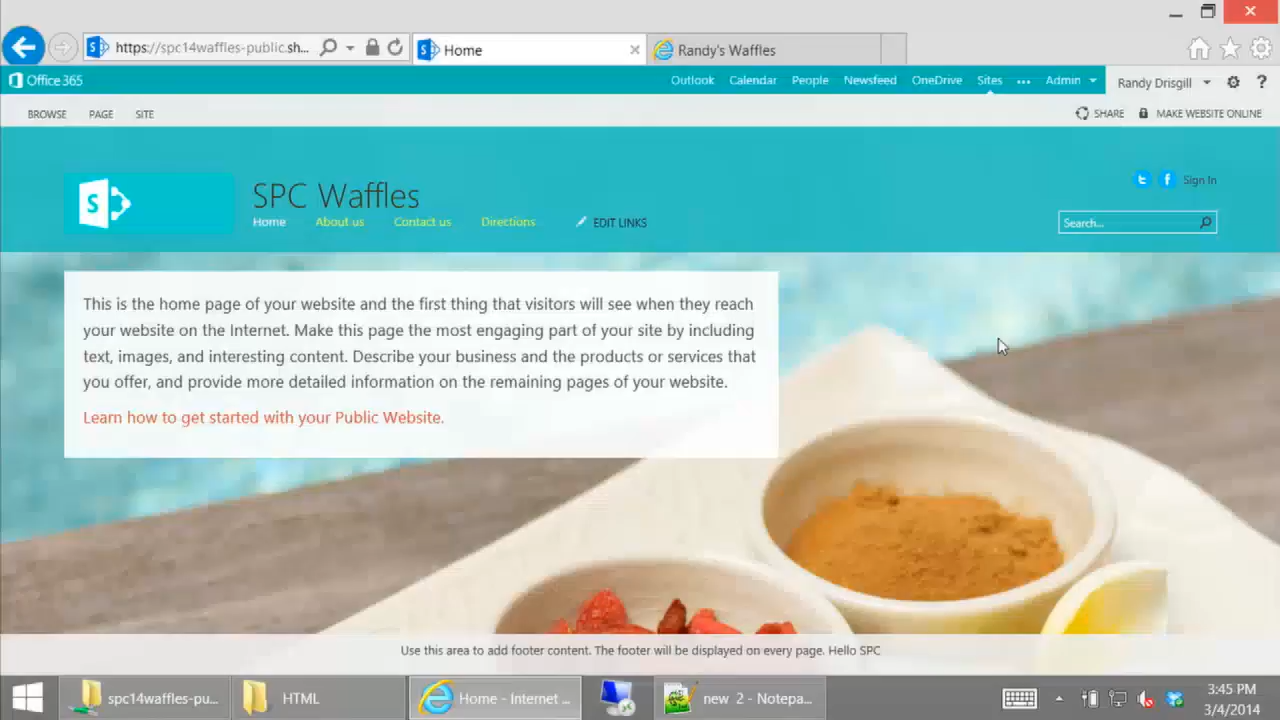 https://spc14waffles-public.sh...
Home
Randy's Waffles
Office 365
Outlook Calendar People Newsfeed OneDrive Sites ... Admin Randy Drisgill ?
BROWSE PAGE SITE
SHARE MAKE WEBSITE ONLINE
S
SPC Waffles
Sign In
Home About us Contact us Directions EDIT LINKS
Search...
This is the home page of your website and the first thing that visitors will see when they reach
your website on the Internet. Make this page the most engaging part of your site by including
text, images, and interesting content. Describe your business and the products or services that
you offer, and provide more detailed information on the remaining pages of your website.
Learn how to get started with your Public Website.
Use this area to add footer content. The footer will be displayed on every page. Hello SPC
spc14waffles-pu...
HTML
Home - Internet ...
new 2 - Notepa...
3:45 PM
3/4/2014